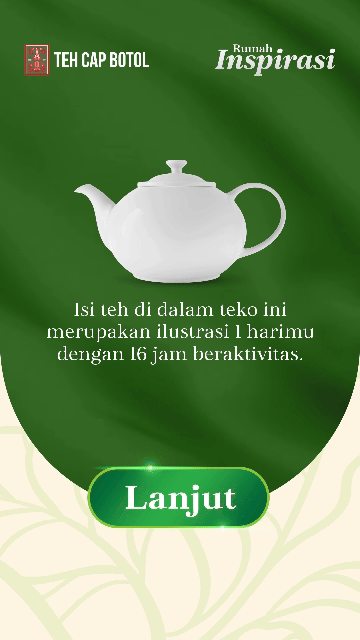 TEH CAP BOTOL
Rumah
Inspirasi
Isi teh di dalam teko ini
merupakan ilustrasi 1 harimu
dengan 16 jam beraktivitas.
Lanjut